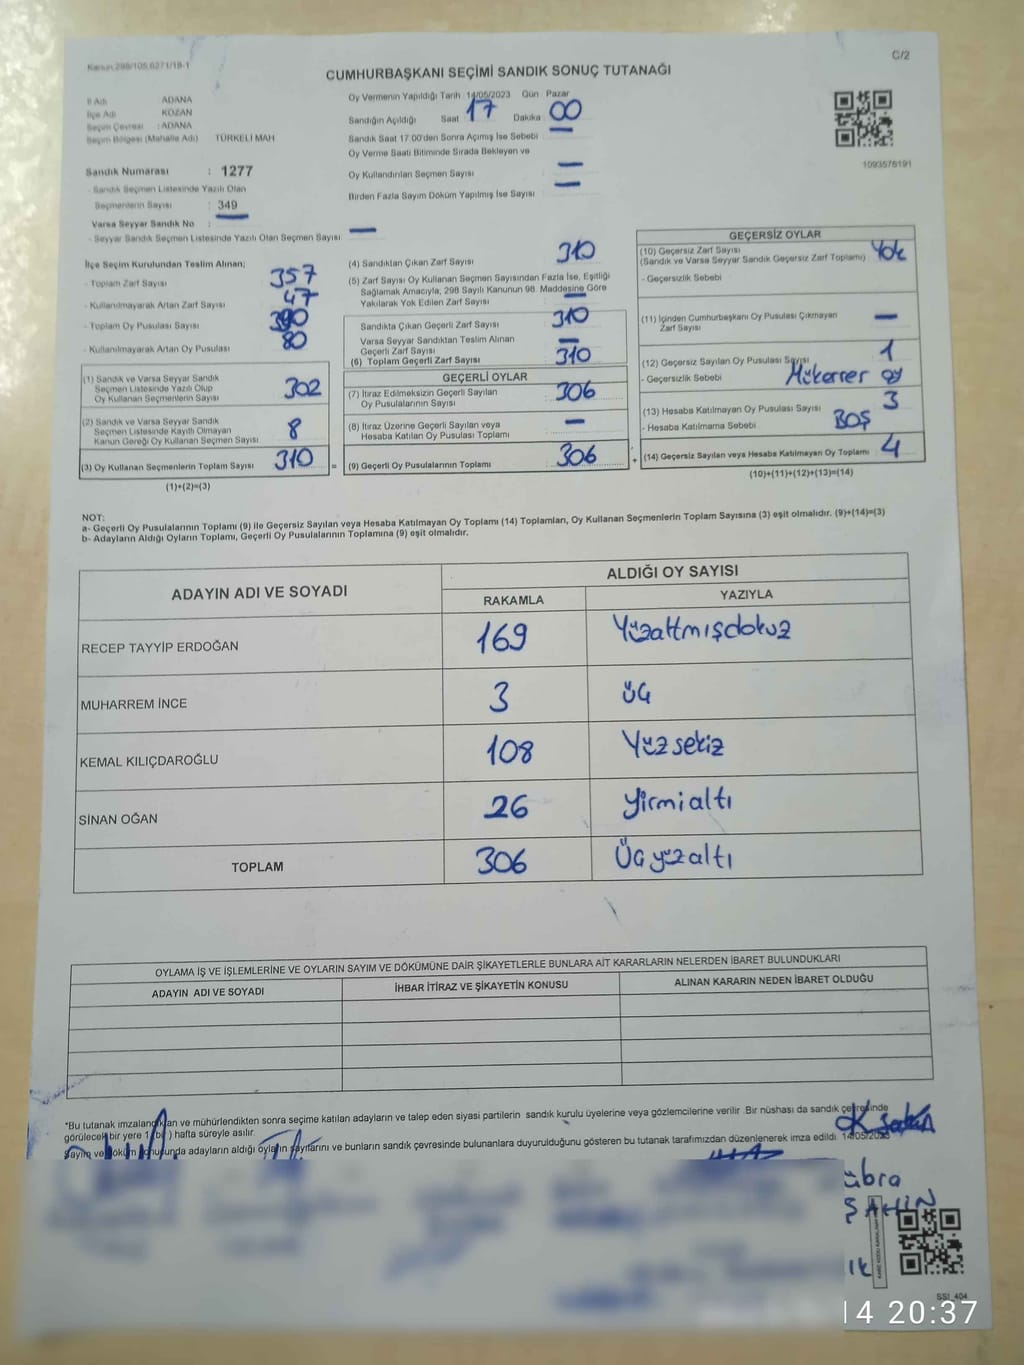 Kanun:298/105,6271/18-1
C/2
CUMHURBAŞKANI SEÇİMİ SANDIK SONUÇ TUTANAĞI
İl Adı ADANA
İlçe Adı KOZAN
Seçim Çevresi : ADANA
Seçim Bölgesi (Mahalle Adı) TÜRKELİ MAH
Sandık Numarası : 1277
- Sandık Seçmen Listesinde Yazılı Olan
Seçmenlerin Sayısı : 349
Varsa Seyyar Sandık No :
- Seyyar Sandık Seçmen Listesinde Yazılı Olan Seçmen Sayısı
Oy Vermenin Yapıldığı Tarih 14/05/2023 Gün Pazar
Sandığın Açıldığı Saat 17 Dakika 00
Sandık Saat 17:00'den Sonra Açımış İse Sebebi
Oy Verme Saati Bitiminde Sırada Bekleyen ve
Oy Kullandırılan Seçmen Sayısı
Birden Fazla Sayım Döküm Yapılmış İse Sayısı
1093576191
İlçe Seçim Kurulundan Teslim Alınan;
- Toplam Zarf Sayısı 357
- Kullanılmayarak Artan Zarf Sayısı 47
- Toplam Oy Pusulası Sayısı
- Kullanılmayarak Artan Oy Pusulası 80
(1) Sandık ve Varsa Seyyar Sandık
Seçmen Listesinde Yazılı Olup
Oy Kullanan Seçmenlerin Sayısı 302
(2) Sandık ve Varsa Seyyar Sandık
Seçmen Listesinde Kayıtlı Olmayan
Kanun Gereği Oy Kullanan Seçmen Sayısı 8
(3) Oy Kullanan Seçmenlerin Toplam Sayısı 310 =
(1)+(2)=(3)
(4) Sandıktan Çıkan Zarf Sayısı 310
(5) Zarf Sayısı Oy Kullanan Seçmen Sayısından Fazla İse, Eşitliği
Sağlamak Amacıyla, 298 Sayılı Kanunun 98. Maddesine Göre
Yakılarak Yok Edilen Zarf Sayısı
Sandıkta Çıkan Geçerli Zarf Sayısı 310
Varsa Seyyar Sandıktan Teslim Alınan
Geçerli Zarf Sayısı
(6) Toplam Geçerli Zarf Sayısı 310
GEÇERLİ OYLAR
(7) İtiraz Edilmeksizin Geçerli Sayılan
Oy Pusulalarının Sayısı 306
(8) İtiraz Üzerine Geçerli Sayılan veya
Hesaba Katılan Oy Pusulası Toplamı
(9) Geçerli Oy Pusulalarının Toplamı : 306 +
GEÇERSİZ OYLAR
(10) Geçersiz Zarf Sayısı
(Sandık ve Varsa Seyyar Sandık Geçersiz Zarf Toplamı) Yok
- Geçersizlik Sebebi
(11) İçinden Cumhurbaşkanı Oy Pusulası Çıkmayan
Zarf Sayısı
(12) Geçersiz Sayılan Oy Pusulası Sayısı 1
- Geçersizlik Sebebi Mükerrer oy
(13) Hesaba Katılmayan Oy Pusulası Sayısı 3
- Hesaba Katılmama Sebebi BOŞ
(14) Geçersiz Sayılan veya Hesaba Katılmayan Oy Toplamı 4
(10)+(11)+(12)+(13)=(14)
NOT:
a- Geçerli Oy Pusulalarının Toplamı (9) ile Geçersiz Sayılan veya Hesaba Katılmayan Oy Toplamı (14) Toplamları, Oy Kullanan Seçmenlerin Toplam Sayısına (3) eşit olmalıdır. (9)+(14)=(3)
b- Adayların Aldığı Oyların Toplamı, Geçerli Oy Pusulalarının Toplamına (9) eşit olmalıdır.
ADAYIN ADI VE SOYADI
ALDIĞI OY SAYISI
RAKAMLA YAZIYLA
RECEP TAYYİP ERDOĞAN 169 Yüzaltmışdokuz
MUHARREM İNCE 3 üç
KEMAL KILIÇDAROĞLU 108 Yüzsekiz
SİNAN OĞAN 26 yirmialtı
TOPLAM 306 Üçyüzaltı
OYLAMA İŞ VE İŞLEMLERİNE VE OYLARIN SAYIM VE DÖKÜMÜNE DAİR ŞİKAYETLERLE BUNLARA AİT KARARLARIN NELERDEN İBARET BULUNDUKLARI
ADAYIN ADI VE SOYADI İHBAR İTİRAZ VE ŞİKAYETİN KONUSU ALINAN KARARIN NEDEN İBARET OLDUĞU
*Bu tutanak imzalandıktan ve mühürlendikten sonra seçime katılan adayların ve talep eden siyasi partilerin sandık kurulu üyelerine veya gözlemcilerine verilir .Bir nüshası da sandık çevresinde
görülecek bir yere 1 (bir ) hafta süreyle asılır.
Sayım ve döküm sonucunda adayların aldığı oyların sayılarını ve bunların sandık çevresinde bulunanlara duyurulduğunu gösteren bu tutanak tarafımızdan düzenlenerek imza edildi. 14/05/2023
K.Şahin
übra
ŞAHİN
SSİ_404
14 20:37